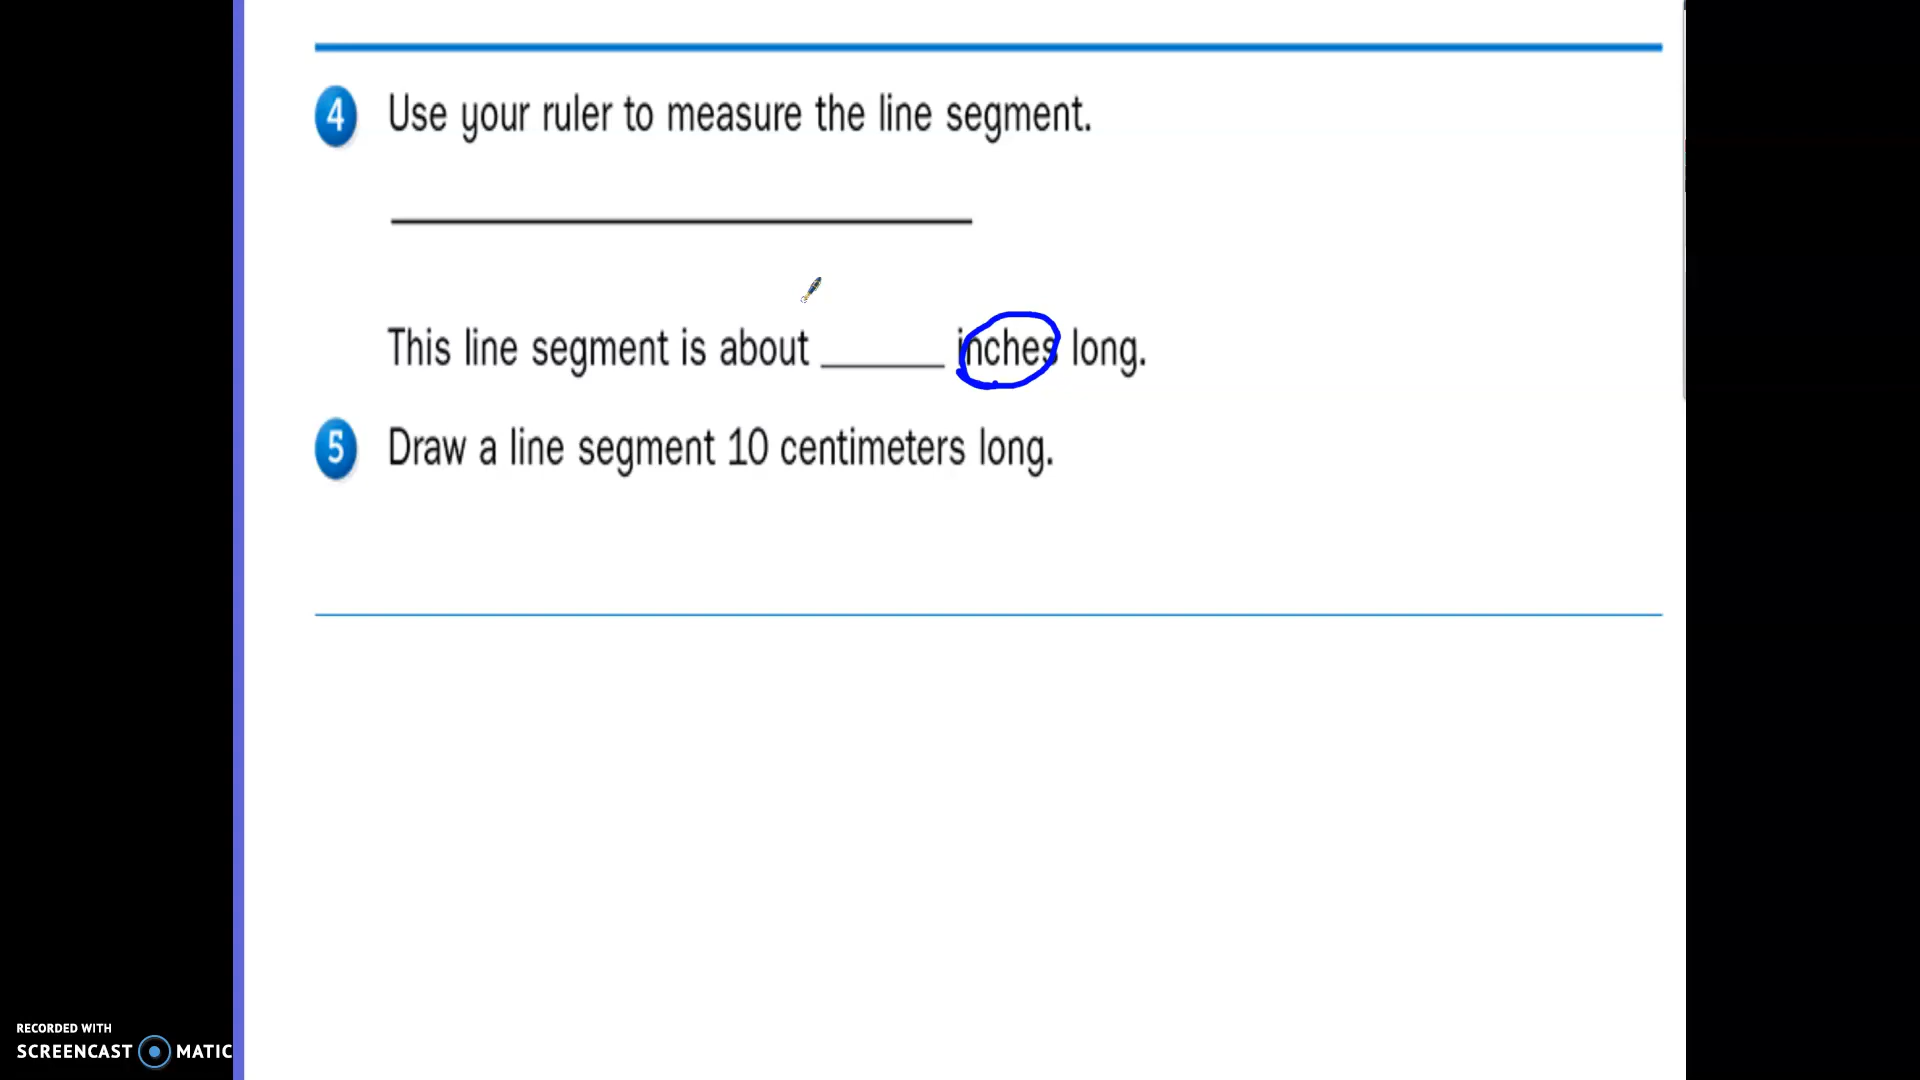 4 Use your ruler to measure the line segment.
This line segment is about ______ inches long.
5 Draw a line segment 10 centimeters long.
RECORDED WITH
SCREENCAST MATIC